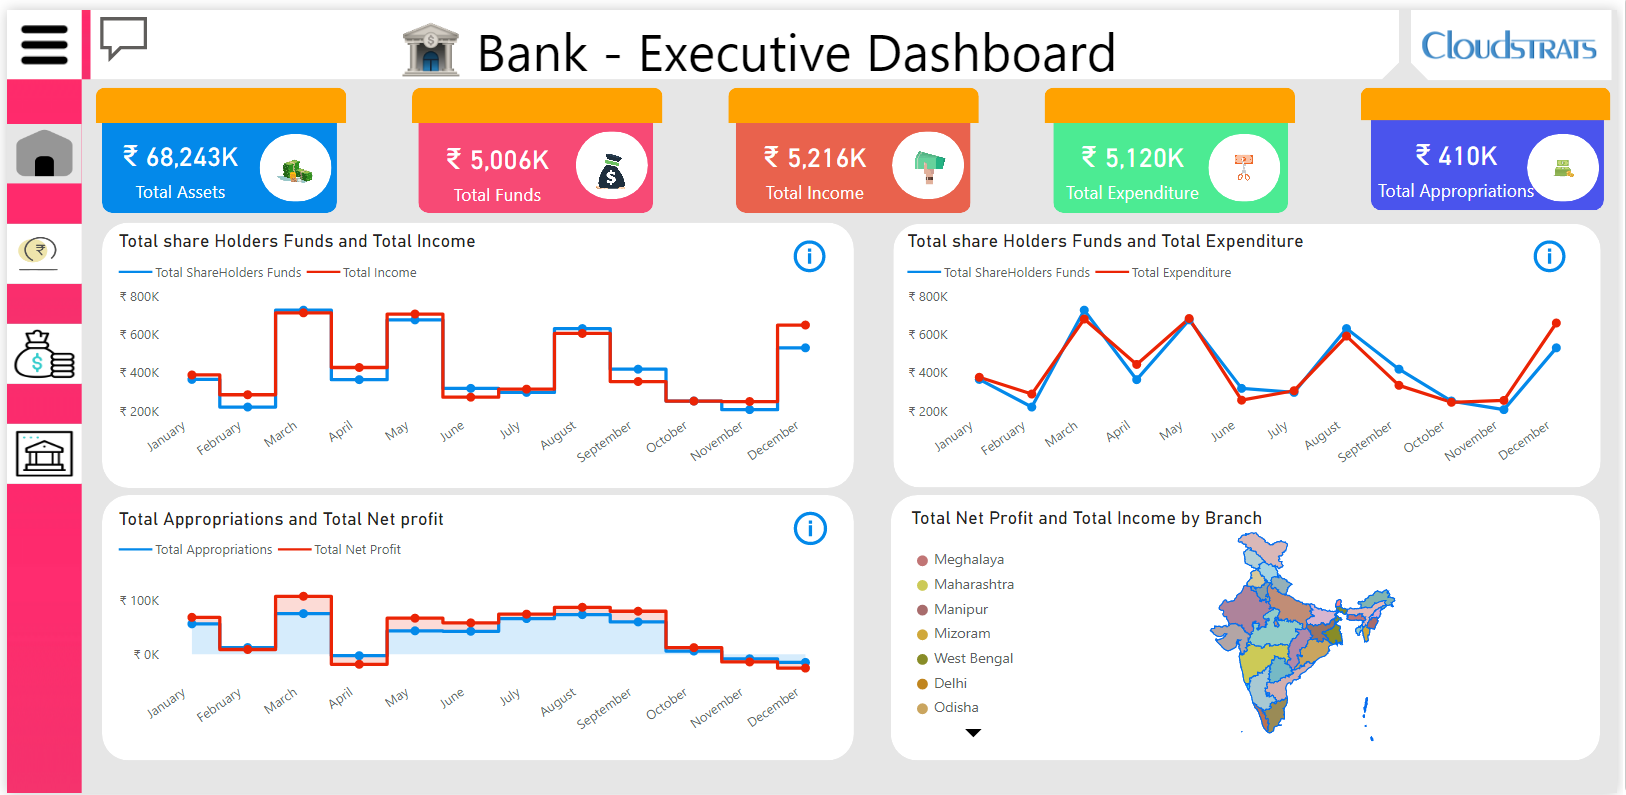 Bank - Executive Dashboard
CLOUDSTRATS
₹ 68,243K
Total Assets
₹ 5,006K
Total Funds
₹ 5,216K
Total Income
₹ 5,120K
Total Expenditure
₹ 410K
Total Appropriations
Total share Holders Funds and Total Income
Total ShareHolders Funds
Total Income
₹ 800K
₹ 600K
₹ 400K
₹ 200K
January
February
March
April
May
June
July
August
September
October
November
December
Total share Holders Funds and Total Expenditure
Total ShareHolders Funds
Total Expenditure
₹ 800K
₹ 600K
₹ 400K
₹ 200K
January
February
March
April
May
June
July
August
September
October
November
December
Total Appropriations and Total Net profit
Total Appropriations
Total Net Profit
₹ 100K
₹ 0K
January
February
March
April
May
June
July
August
September
October
November
December
Total Net Profit and Total Income by Branch
Meghalaya
Maharashtra
Manipur
Mizoram
West Bengal
Delhi
Odisha